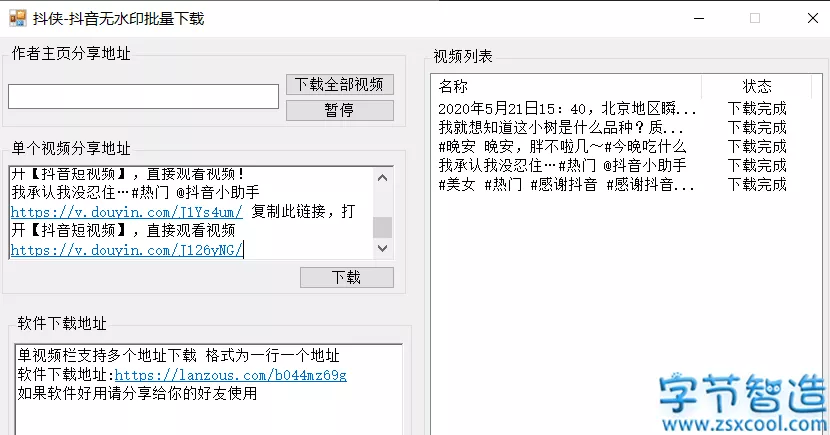 抖侠-抖音无水印批量下载
作者主页分享地址
下载全部视频
暂停
单个视频分享地址
开【抖音短视频】，直接观看视频！
我承认我没忍住…#热门 @抖音小助手
https://v.douyin.com/J1Ys4um/ 复制此链接，打
开【抖音短视频】，直接观看视频
https://v.douyin.com/J126yNG/
下载
软件下载地址
单视频栏支持多个地址下载 格式为一行一个地址
软件下载地址:https://lanzous.com/b044mz69g
如果软件好用请分享给你的好友使用
视频列表
名称 状态
2020年5月21日15：40，北京地区瞬... 下载完成
我就想知道这小树是什么品种？质... 下载完成
#晚安 晚安，胖不啦几～#今晚吃什么 下载完成
我承认我没忍住…#热门 @抖音小助手 下载完成
#美女 #热门 #感谢抖音 #感谢抖音... 下载完成
字节智造
www.zsxcool.com